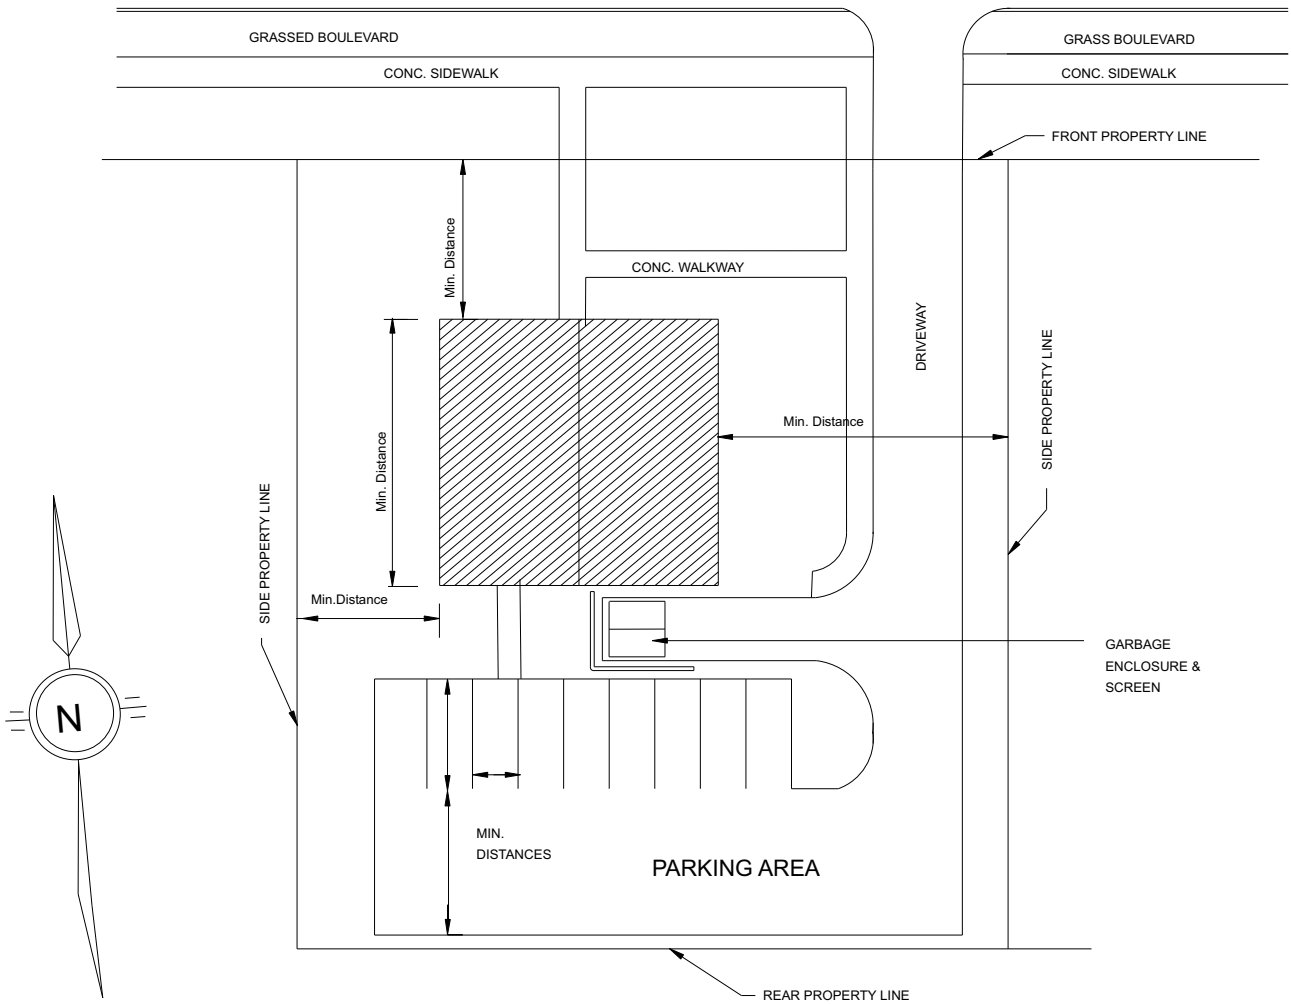 GRASSED BOULEVARD
GRASS BOULEVARD
CONC. SIDEWALK
CONC. SIDEWALK
FRONT PROPERTY LINE
Min. Distance
CONC. WALKWAY
DRIVEWAY
SIDE PROPERTY LINE
Min. Distance
Min. Distance
SIDE PROPERTY LINE
Min.Distance
GARBAGE
ENCLOSURE &
SCREEN
N
MIN.
DISTANCES
PARKING AREA
REAR PROPERTY LINE